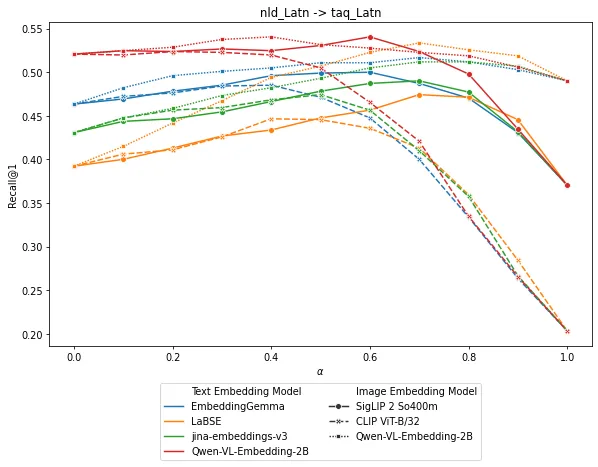 nld_Latn -> taq_Latn
0.55
0.50
0.45
0.40
0.35
0.30
0.25
0.20
Recall@1
0.0 0.2 0.4 0.6 0.8 1.0
α
Text Embedding Model Image Embedding Model
EmbeddingGemma SigLIP 2 So400m
LaBSE CLIP ViT-B/32
jina-embeddings-v3 Qwen-VL-Embedding-2B
Qwen-VL-Embedding-2B